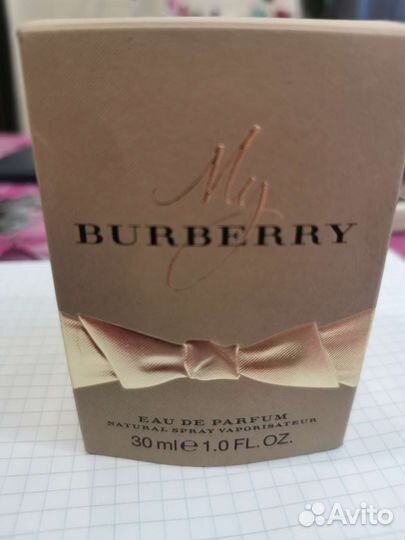 My
BURBERRY
EAU DE PARFUM
NATURAL SPRAY VAPORISATEUR
30 ml ℮ 1.0 FL. OZ.
Avito